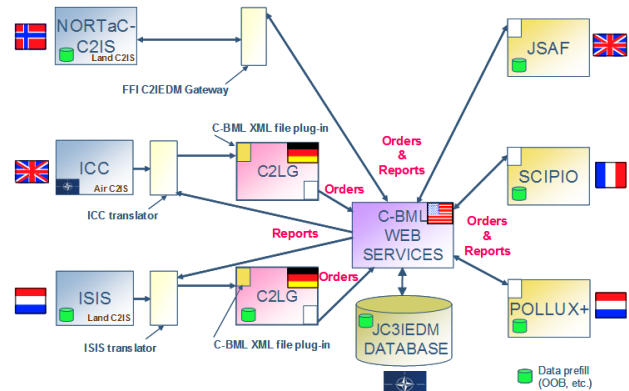 NORTaC-
C2IS
Land C2IS
FFI C2IEDM Gateway
JSAF
C-BML XML file plug-in
Orders
&
Reports
ICC
Air C2IS
C2LG
Orders
SCIPIO
ICC translator
Reports
C-BML
WEB
SERVICES
Orders
&
Reports
ISIS
Land C2IS
C2LG
Orders
POLLUX+
ISIS translator
C-BML XML file plug-in
JC3IEDM
DATABASE
Data prefill
(OOB, etc.)